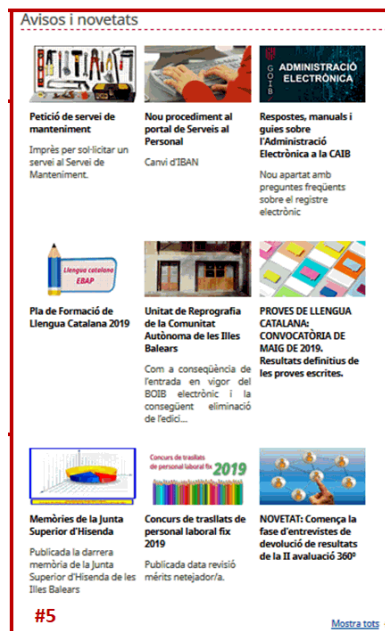 Avisos i novetats
GOIB
ADMINISTRACIÓ
ELECTRÒNICA
Petició de servei de
manteniment
Imprès per sol·licitar un
servei al Servei de
Manteniment.
Nou procediment al
portal de Serveis al
Personal
Canvi d'IBAN
Respostes, manuals i
guies sobre
l'Administració
Electrònica a la CAIB
Nou apartat amb
preguntes freqüents
sobre el registre
electrònic
Llengua catalana
EBAP
Pla de Formació de
Llengua Catalana 2019
Unitat de Reprografia
de la Comunitat
Autònoma de les Illes
Balears
Com a conseqüència de
l'entrada en vigor del
BOIB electrònic i la
consegüent eliminació
de l'edici...
PROVES DE LLENGUA
CATALANA:
CONVOCATÒRIA DE
MAIG DE 2019.
Resultats definitius de
les proves escrites.
Memòries de la Junta
Superior d'Hisenda
Publicada la darrera
memòria de la Junta
Superior d'Hisenda de les
Illes Balears
Concurs de trasllats
de personal laboral fix
2019
Concurs de trasllats de
personal laboral fix
2019
Publicada data revisió
mèrits netejador/a.
NOVETAT: Comença la
fase d'entrevistes de
devolució de resultats
de la II avaluació 360º
#5
Mostra tots